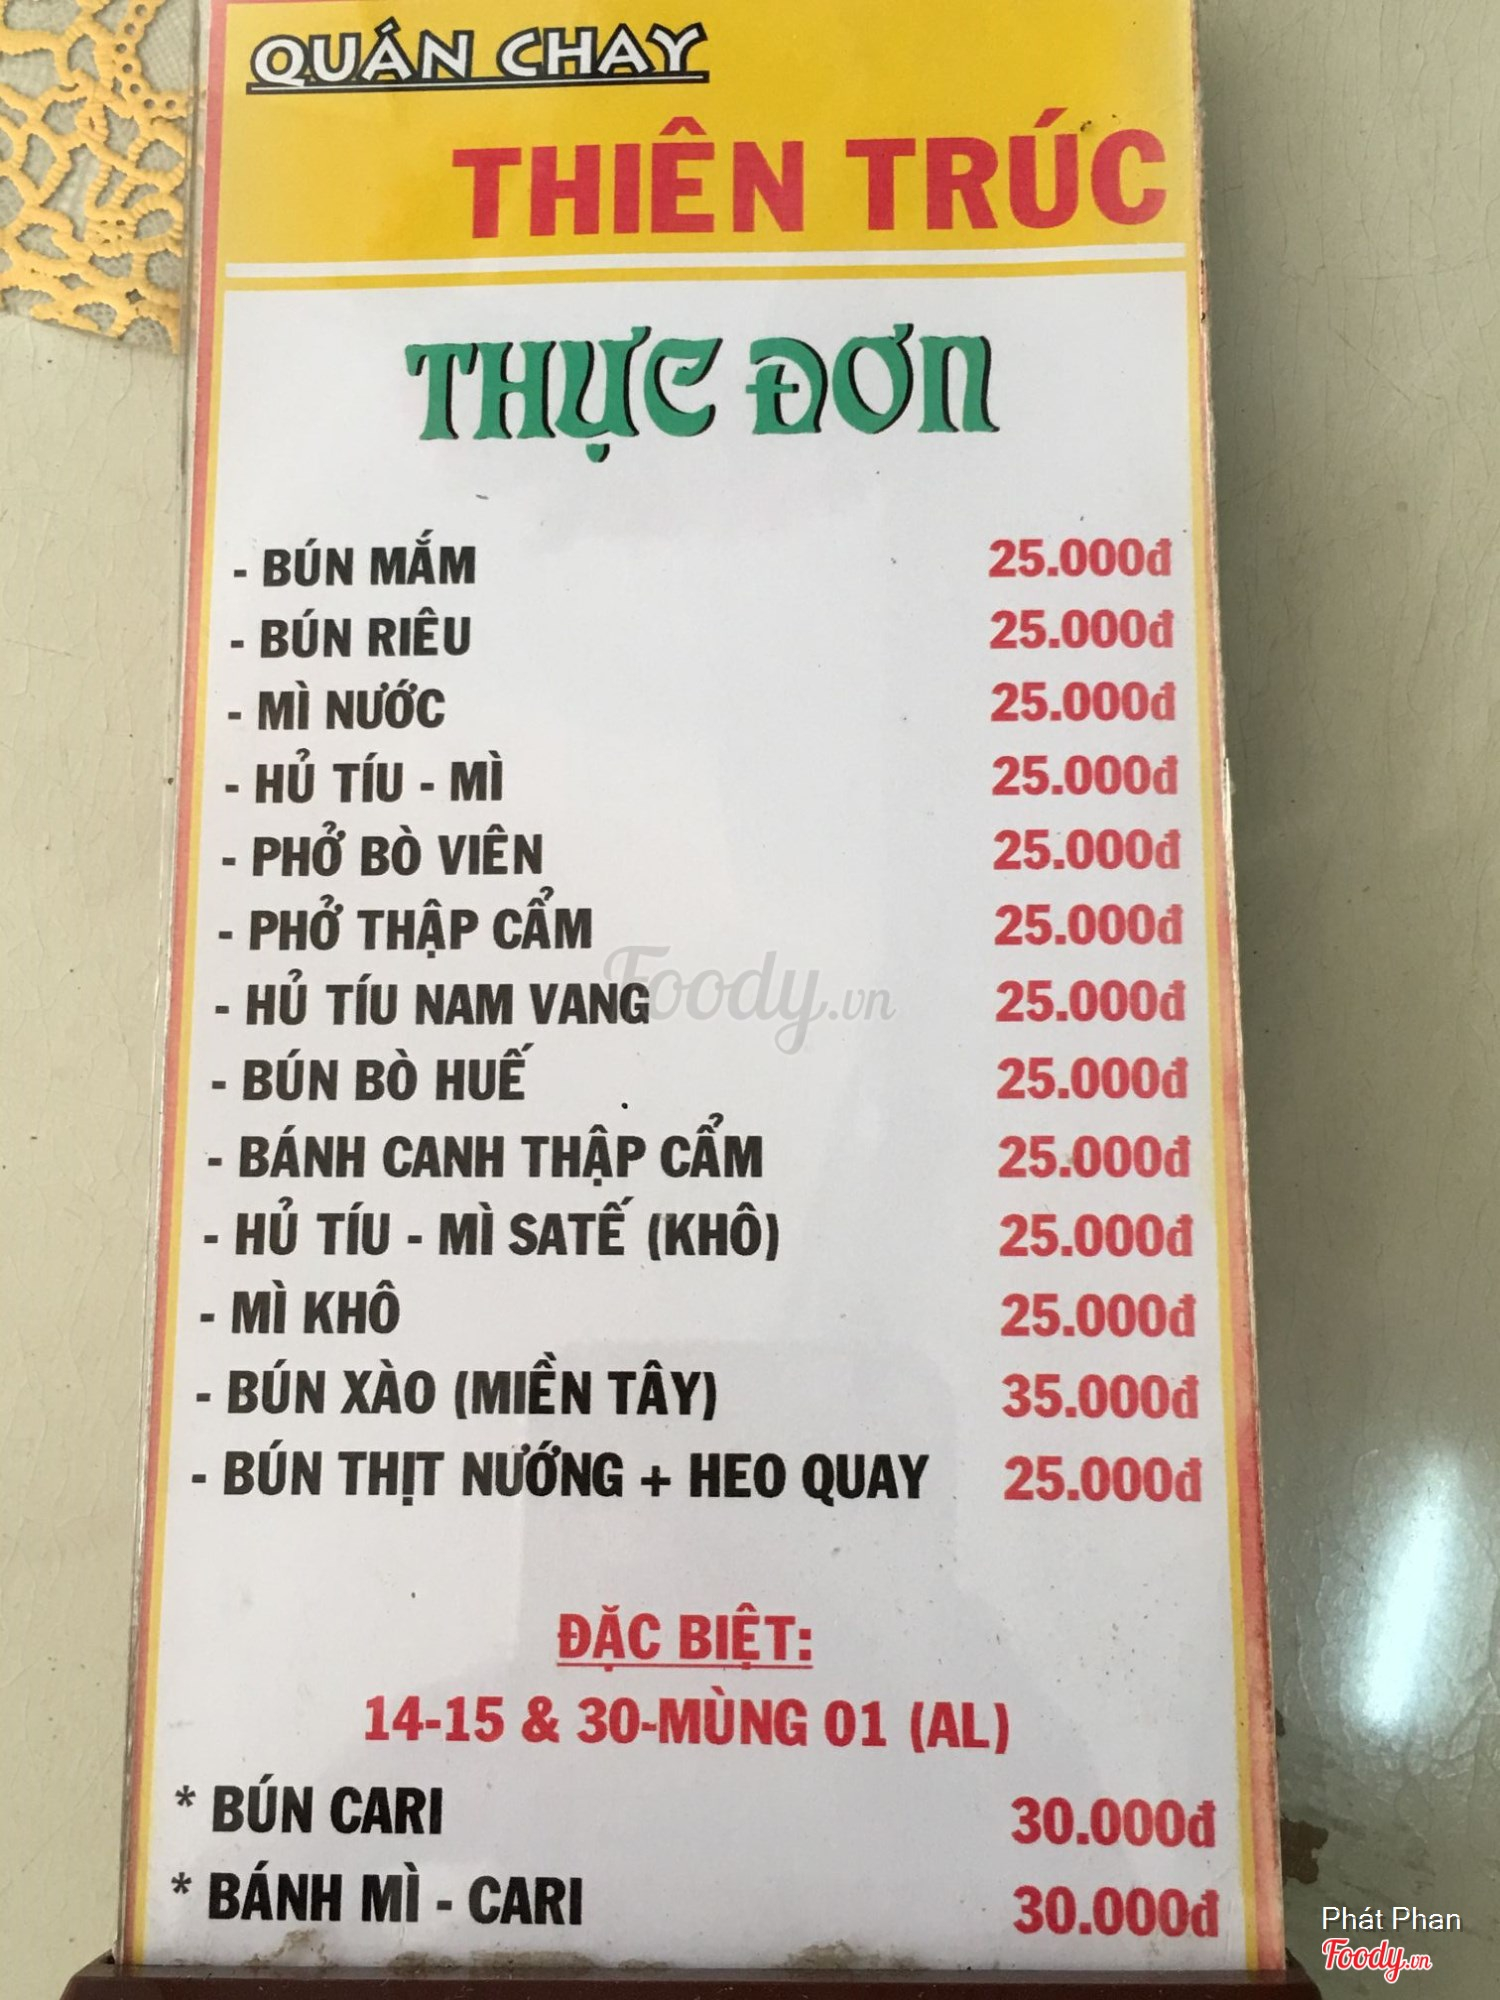 QUÁN CHAY
THIÊN TRÚC
THỰC ĐƠN
- BÚN MẮM 25.000đ
- BÚN RIÊU 25.000đ
- MÌ NƯỚC 25.000đ
- HỦ TÍU - MÌ 25.000đ
- PHỞ BÒ VIÊN 25.000đ
- PHỞ THẬP CẨM 25.000đ
- HỦ TÍU NAM VANG 25.000đ
Foody.vn
- BÚN BÒ HUẾ 25.000đ
- BÁNH CANH THẬP CẨM 25.000đ
- HỦ TÍU - MÌ SATẾ (KHÔ) 25.000đ
- MÌ KHÔ 25.000đ
- BÚN XÀO (MIỀN TÂY) 35.000đ
- BÚN THỊT NƯỚNG + HEO QUAY 25.000đ
ĐẶC BIỆT:
14-15 & 30-MÙNG 01 (AL)
* BÚN CARI 30.000đ
* BÁNH MÌ - CARI 30.000đ
Phát Phan
Foody.vn